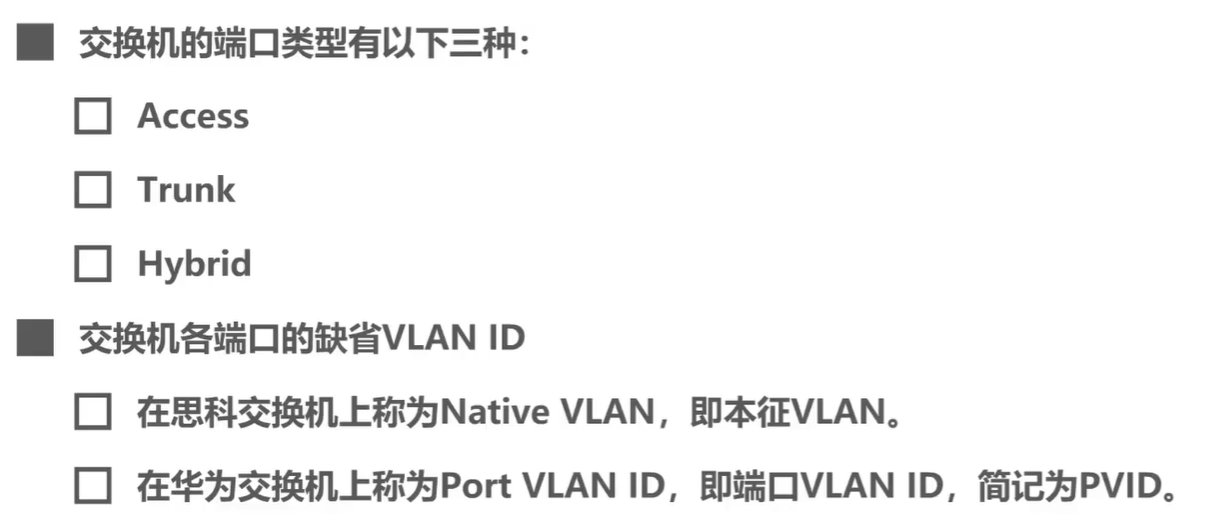 交换机的端口类型有以下三种：
Access
Trunk
Hybrid
交换机各端口的缺省VLAN ID
在思科交换机上称为Native VLAN，即本征VLAN。
在华为交换机上称为Port VLAN ID，即端口VLAN ID，简记为PVID。